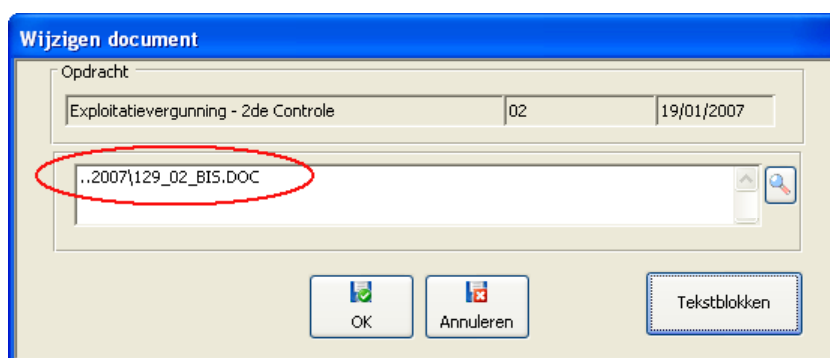 Wijzigen document
Opdracht
Exploitatievergunning - 2de Controle 02 19/01/2007
..2007\129_02_BIS.DOC
OK Annuleren Tekstblokken